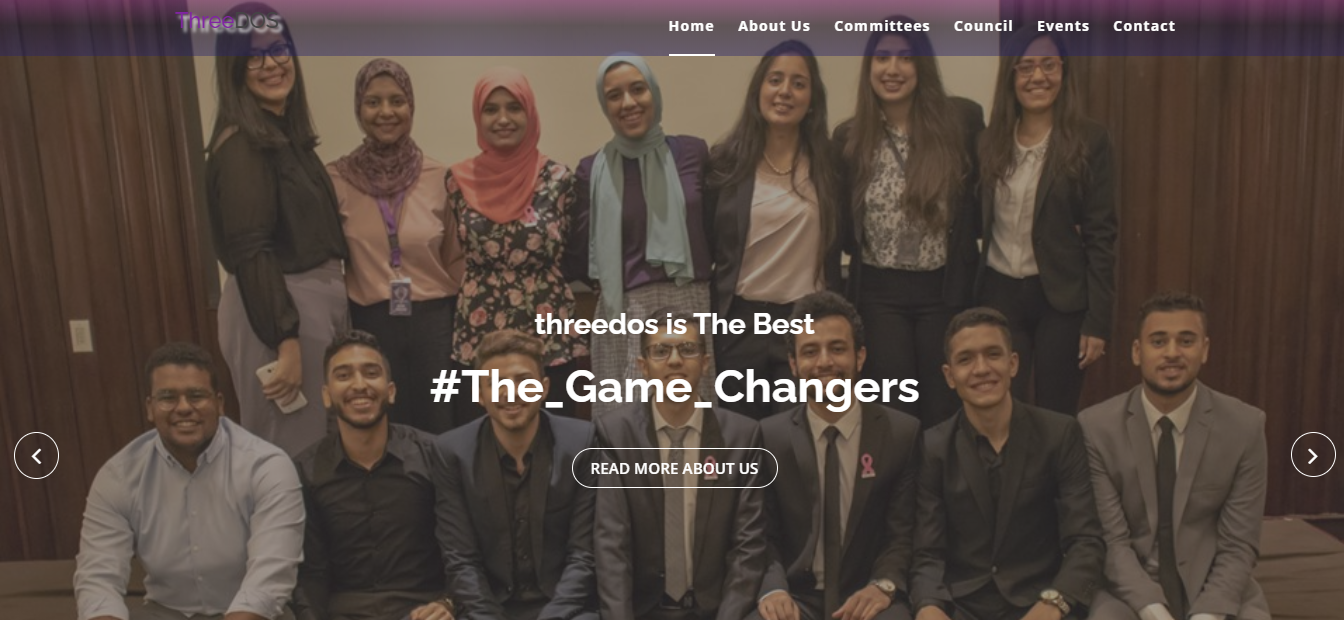 ThreeDOS
Home About Us Committees Council Events Contact
threedos is The Best
#The_Game_Changers
READ MORE ABOUT US